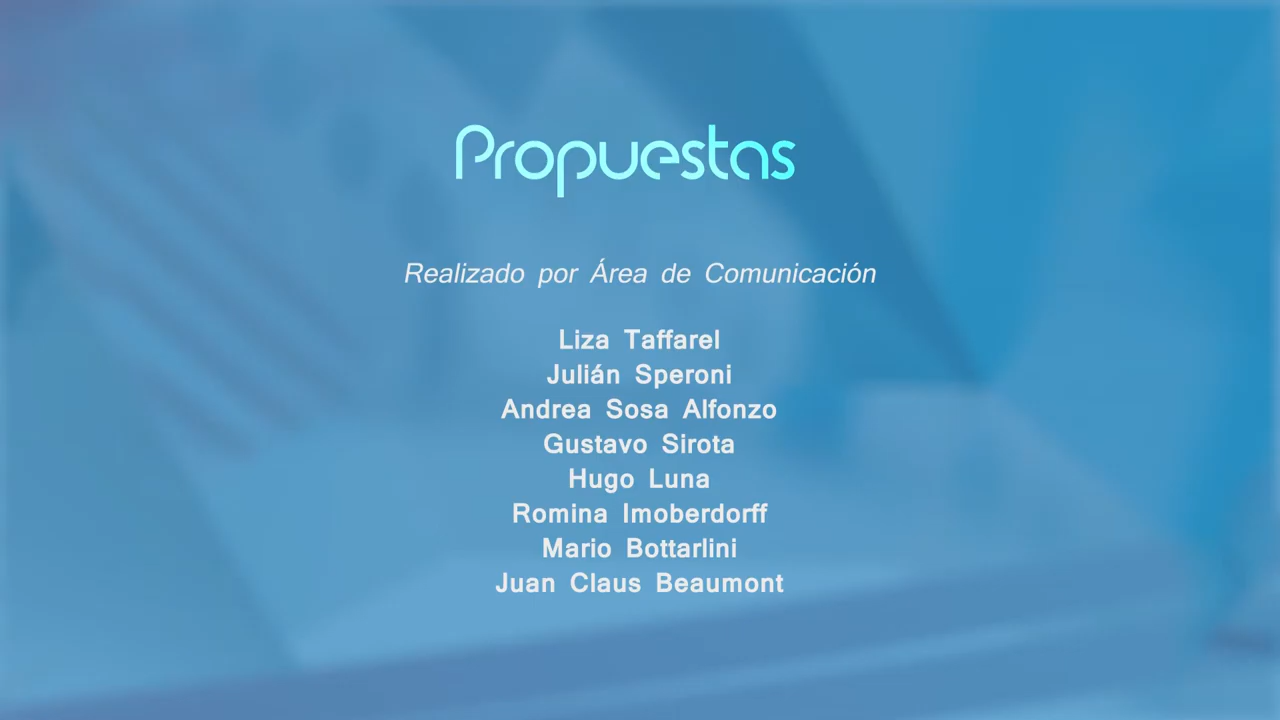 Propuestas
Realizado por Área de Comunicación
Liza Taffarel
Julián Speroni
Andrea Sosa Alfonzo
Gustavo Sirota
Hugo Luna
Romina Imoberdorff
Mario Bottarlini
Juan Claus Beaumont